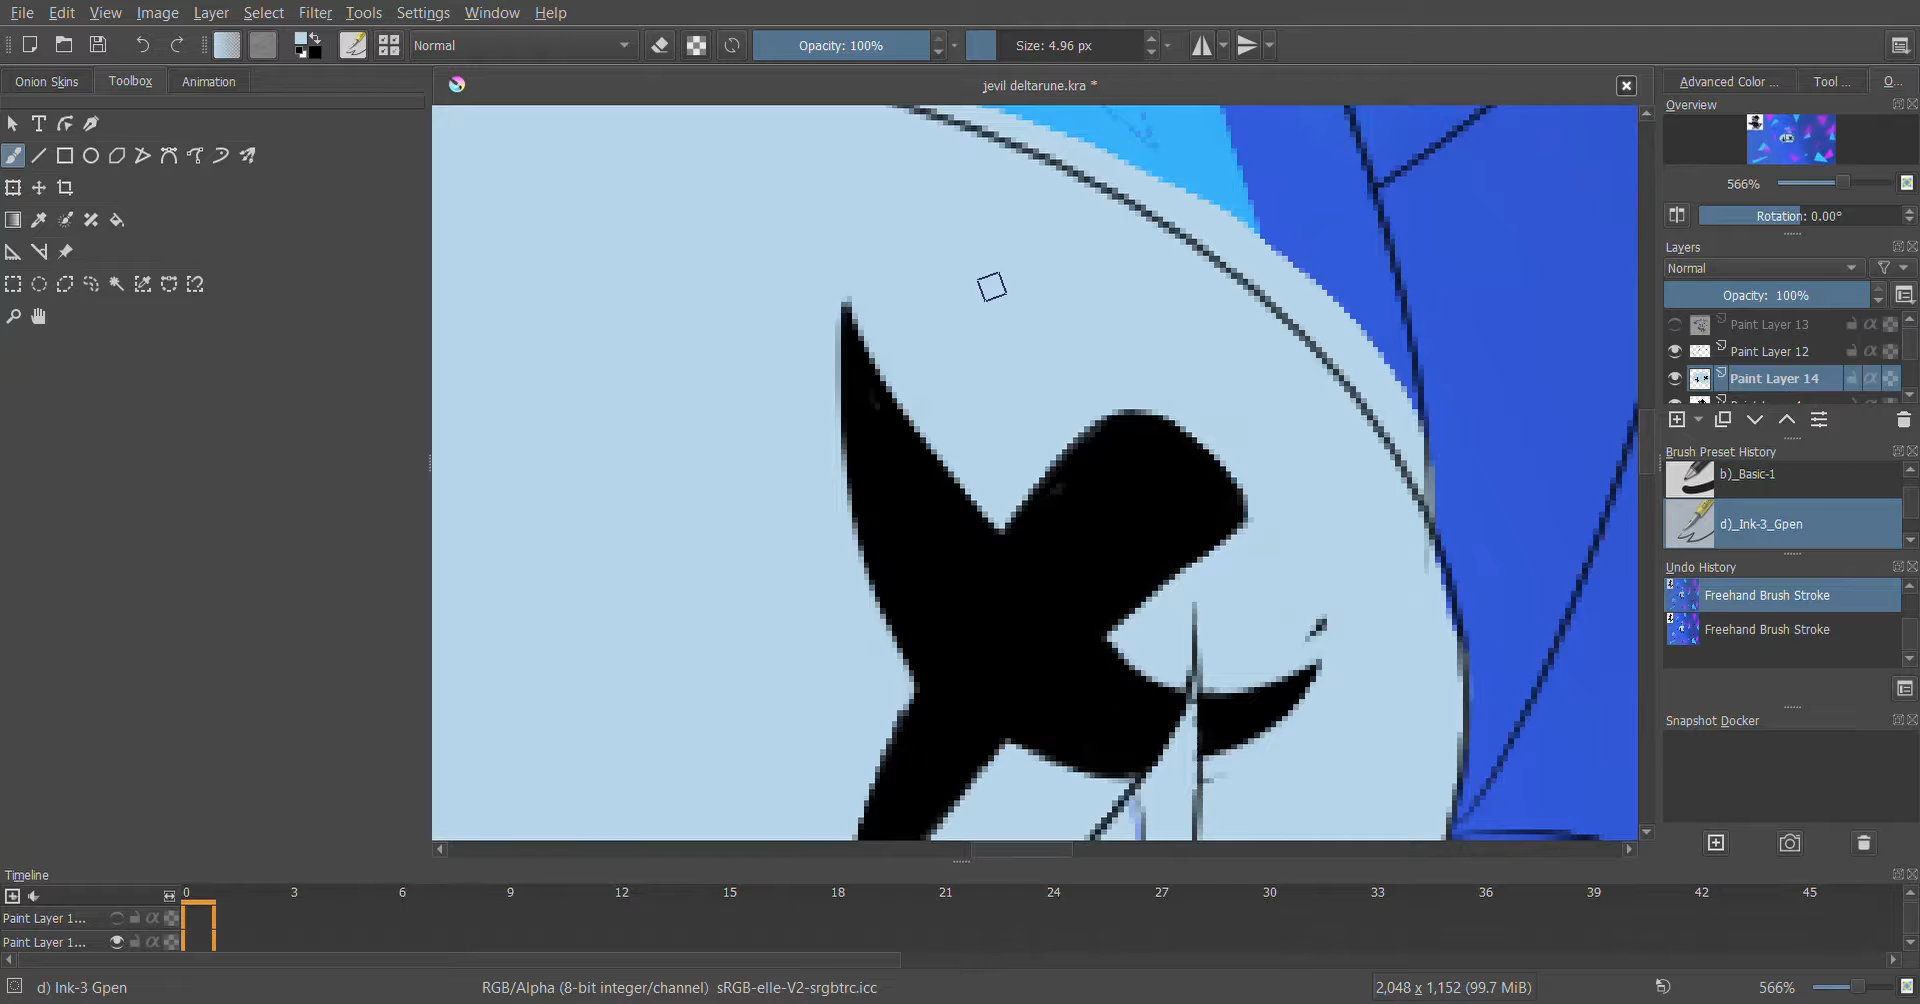 File Edit View Image Layer Select Filter Tools Settings Window Help
Normal Opacity: 100% Size: 4.96 px
Onion Skins Toolbox Animation
jevil deltarune.kra *
Advanced Color ... Tool ... O...
Overview
566%
Rotation: 0.00°
Layers
Normal
Opacity: 100%
Paint Layer 13
Paint Layer 12
Paint Layer 14
Brush Preset History
b)_Basic-1
d)_Ink-3_Gpen
Undo History
Freehand Brush Stroke
Freehand Brush Stroke
Snapshot Docker
Timeline
0 3 6 9 12 15 18 21 24 27 30 33 36 39 42 45
Paint Layer 1...
Paint Layer 1...
d) Ink-3 Gpen RGB/Alpha (8-bit integer/channel) sRGB-elle-V2-srgbtrc.icc 2,048 x 1,152 (99.7 MiB) 566%